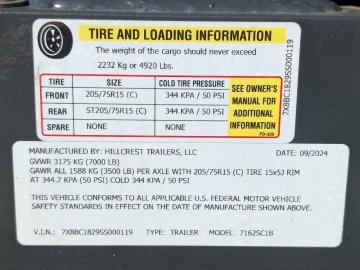 TIRE AND LOADING INFORMATION
The weight of the cargo should never exceed
2232 Kg or 4920 Lbs.
TIRE SIZE COLD TIRE PRESSURE
FRONT 205/75R15 (C) 344 KPA / 50 PSI
REAR ST205/75R15 (C) 344 KPA / 50 PSI
SPARE NONE NONE
SEE OWNER'S
MANUAL FOR
ADDITIONAL
INFORMATION
7X8BC1829SS000119
MANUFACTURED BY: HILLCREST TRAILERS, LLC DATE: 09/2024
GVWR 3175 KG (7000 LB)
GAWR ALL 1588 KG (3500 LB) PER AXLE WITH 205/75R15 (C) TIRE 15x5J RIM
AT 344.7 KPA (50 PSI) COLD 344 KPA / 50 PSI
THIS VEHICLE CONFORMS TO ALL APPLICABLE U.S. FEDERAL MOTOR VEHICLE
SAFETY STANDARDS IN EFFECT ON THE DATE OF MANUFACTURE SHOWN ABOVE.
V.I.N.: 7X8BC1829SS000119 TYPE: TRAILER MODEL: 7162SC1B